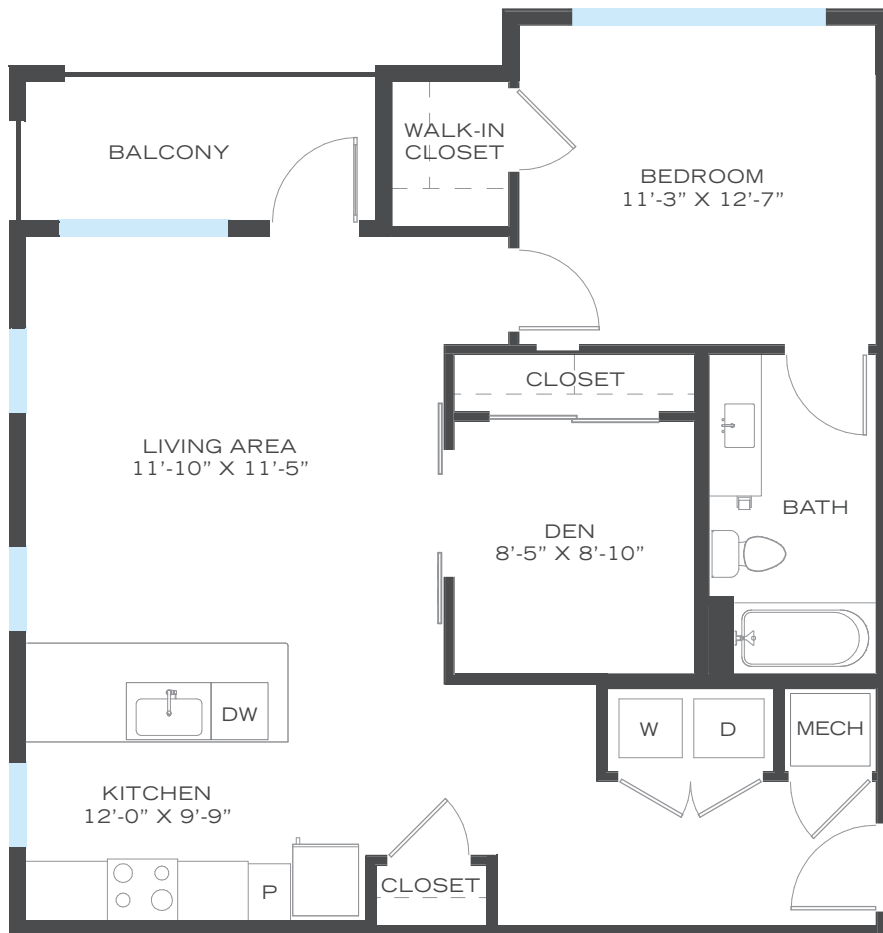 BALCONY
WALK-IN
CLOSET
BEDROOM
11'-3" X 12'-7"
CLOSET
LIVING AREA
11'-10" X 11'-5"
DEN
8'-5" X 8'-10"
BATH
DW
W
D
MECH
KITCHEN
12'-0" X 9'-9"
P
CLOSET